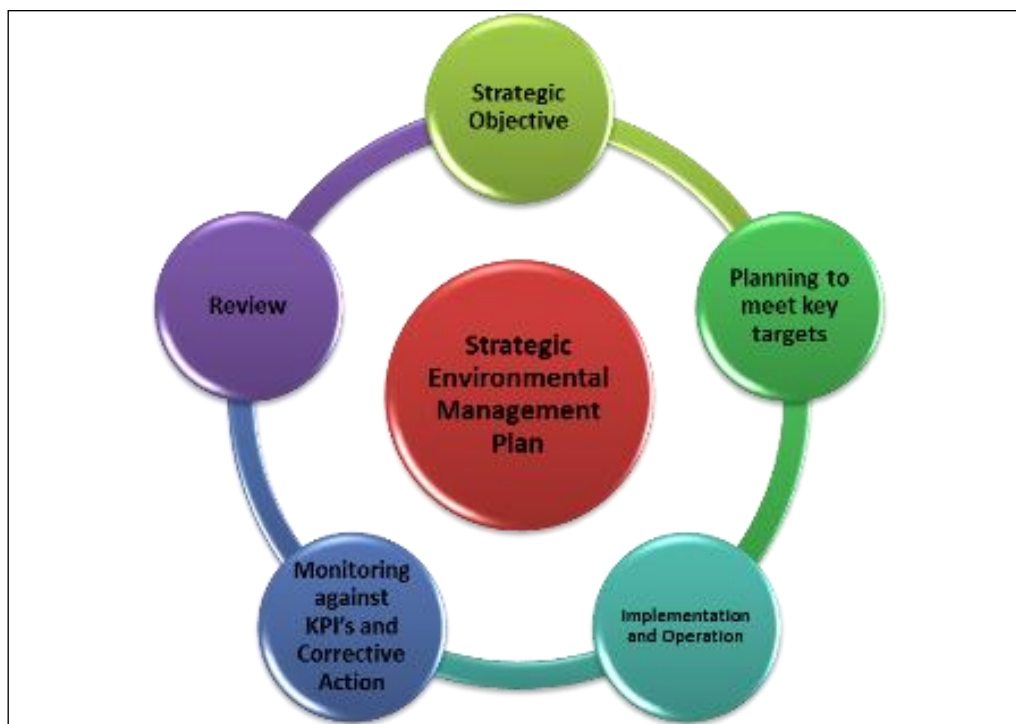 Strategic
Objective
Planning to
meet key
targets
Implementation
and Operation
Monitoring
against
KPI's and
Corrective
Action
Review
Strategic
Environmental
Management
Plan